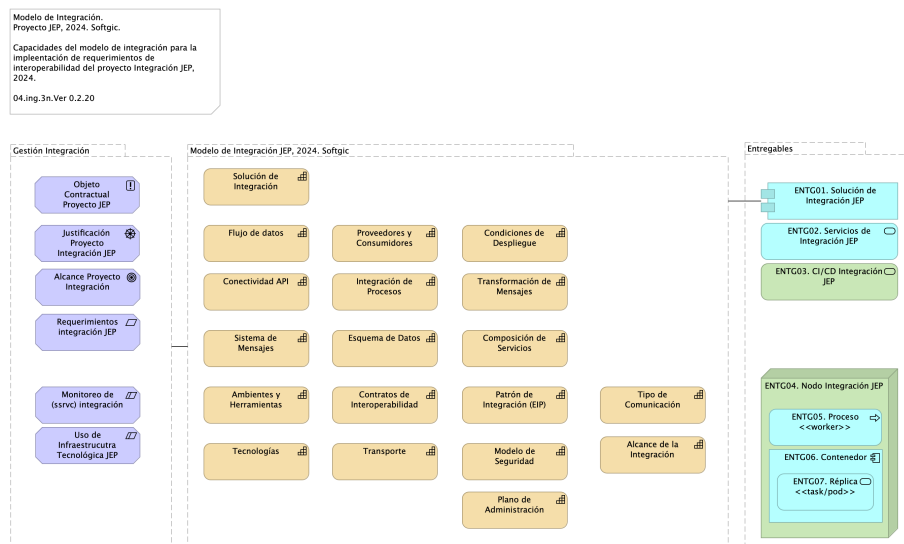 Modelo de Integración.
Proyecto JEP, 2024. Softgic.
Capacidades del modelo de integración para la
impleentación de requerimientos de
interoperabilidad del proyecto Integración JEP,
2024.
04.ing.3n.Ver 0.2.20
Gestión Integración
Objeto
Contractual
Proyecto JEP
Justificación
Proyecto
Integración JEP
Alcance Proyecto
Integración
Requerimientos
integración JEP
Monitoreo de
(ssrvc) integración
Uso de
Infraestrucutra
Tecnológica JEP
Modelo de Integración JEP, 2024. Softgic
Solución de
Integración
Flujo de datos
Proveedores y
Consumidores
Condiciones de
Despliegue
Conectividad API
Integración de
Procesos
Transformación de
Mensajes
Sistema de
Mensajes
Esquema de Datos
Composición de
Servicios
Ambientes y
Herramientas
Contratos de
Interoperabilidad
Patrón de
Integración (EIP)
Tipo de
Comunicación
Tecnologías
Transporte
Modelo de
Seguridad
Alcance de la
Integración
Plano de
Administración
Entregables
ENTG01. Solución de
Integración JEP
ENTG02. Servicios de
Integración JEP
ENTG03. CI/CD Integración
JEP
ENTG04. Nodo Integración JEP
ENTG05. Proceso
<<worker>>
ENTG06. Contenedor
ENTG07. Réplica
<<task/pod>>